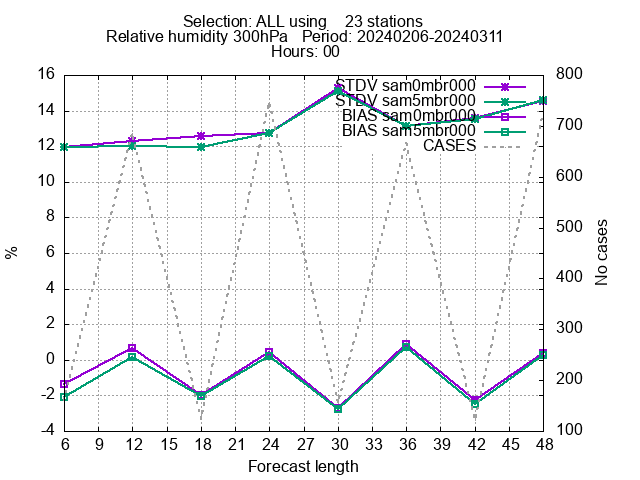 Selection: ALL using    23 stations
Relative humidity 300hPa   Period: 20240206-20240311
Hours: 00
STDV sam0mbr000
STDV sam5mbr000
BIAS sam0mbr000
BIAS sam5mbr000
CASES
16
14
12
10
8
6
4
2
0
-2
-4
%
800
700
600
500
400
300
200
100
No cases
6 9 12 15 18 21 24 27 30 33 36 39 42 45 48
Forecast length